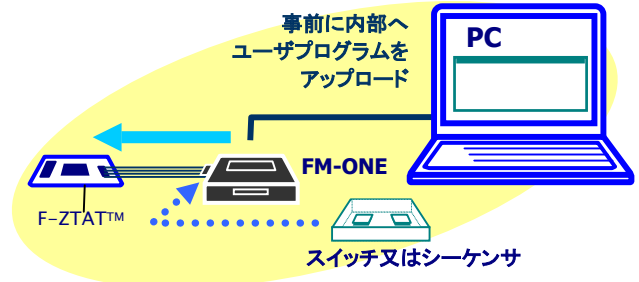 事前に内部へ
ユーザプログラムを
アップロード
PC
FM-ONE
F-ZTAT™
スイッチ又はシーケンサ